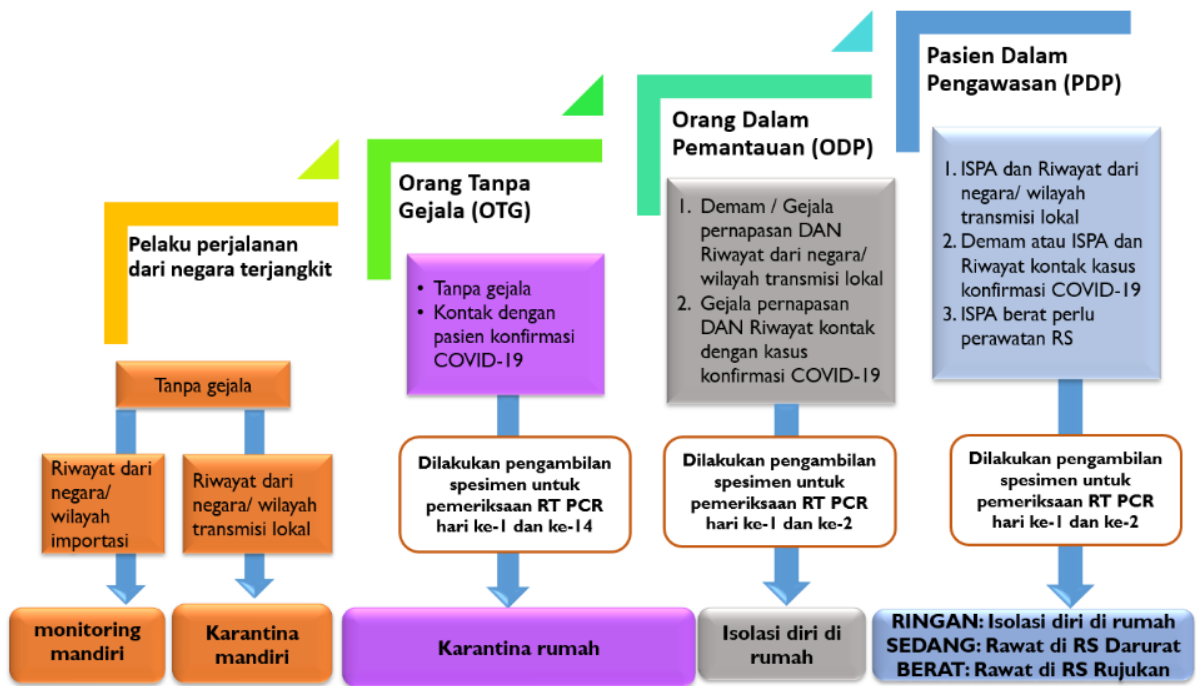 Pelaku perjalanan
dari negara terjangkit
Tanpa gejala
Riwayat dari
negara/
wilayah
importasi
monitoring
mandiri
Riwayat dari
negara/ wilayah
transmisi lokal
Karantina
mandiri
Orang Tanpa
Gejala (OTG)
• Tanpa gejala
• Kontak dengan
pasien konfirmasi
COVID-19
Dilakukan pengambilan
spesimen untuk
pemeriksaan RT PCR
hari ke-1 dan ke-14
Karantina rumah
Orang Dalam
Pemantauan (ODP)
1. Demam / Gejala
pernapasan DAN
Riwayat dari negara/
wilayah transmisi lokal
2. Gejala pernapasan
DAN Riwayat kontak
dengan kasus
konfirmasi COVID-19
Dilakukan pengambilan
spesimen untuk
pemeriksaan RT PCR
hari ke-1 dan ke-2
Isolasi diri di
rumah
Pasien Dalam
Pengawasan (PDP)
1. ISPA dan Riwayat dari
negara/ wilayah
transmisi lokal
2. Demam atau ISPA dan
Riwayat kontak kasus
konfirmasi COVID-19
3. ISPA berat perlu
perawatan RS
Dilakukan pengambilan
spesimen untuk
pemeriksaan RT PCR
hari ke-1 dan ke-2
RINGAN: Isolasi diri di rumah
SEDANG: Rawat di RS Darurat
BERAT: Rawat di RS Rujukan